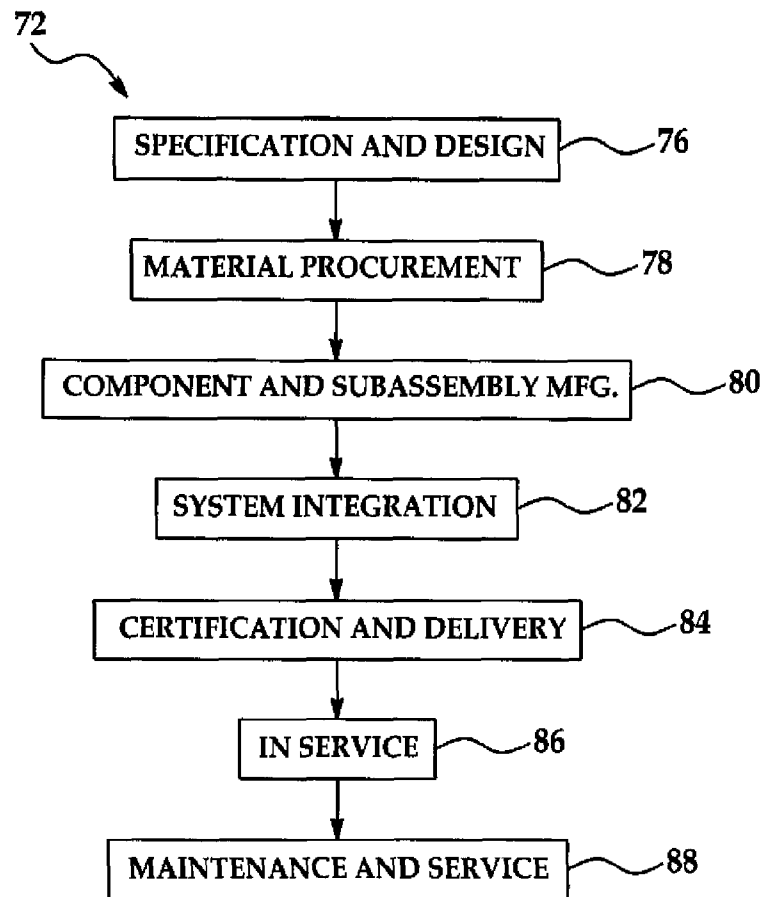 72
SPECIFICATION AND DESIGN 76
MATERIAL PROCUREMENT 78
COMPONENT AND SUBASSEMBLY MFG. 80
SYSTEM INTEGRATION 82
CERTIFICATION AND DELIVERY 84
IN SERVICE 86
MAINTENANCE AND SERVICE 88